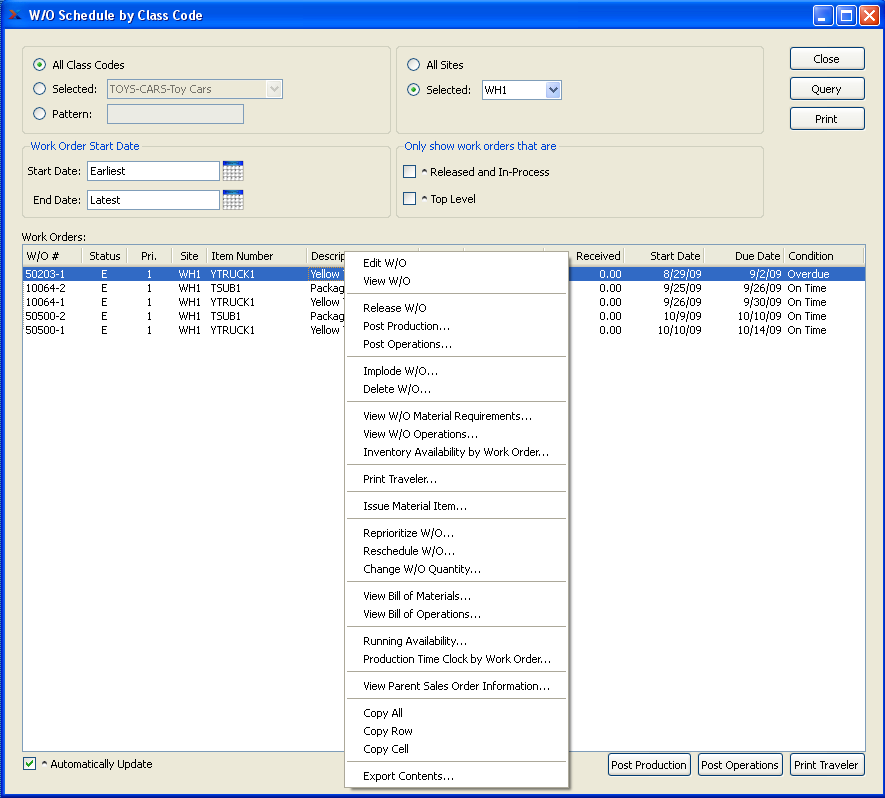 W/O Schedule by Class Code
All Class Codes
Selected: TOYS-CARS-Toy Cars
Pattern:
All Sites
Selected: WH1
Close
Query
Print
Work Order Start Date
Start Date: Earliest
End Date: Latest
Only show work orders that are
^ Released and In-Process
^ Top Level
Work Orders:
W/O # Status Pri. Site Item Number Descrip Received Start Date Due Date Condition
50203-1 E 1 WH1 YTRUCK1 Yellow 0.00 8/29/09 9/2/09 Overdue
10064-2 E 1 WH1 TSUB1 Packag 0.00 9/25/09 9/26/09 On Time
10064-1 E 1 WH1 YTRUCK1 Yellow 0.00 9/26/09 9/30/09 On Time
50500-2 E 1 WH1 TSUB1 Packag 0.00 10/9/09 10/10/09 On Time
50500-1 E 1 WH1 YTRUCK1 Yellow 0.00 10/10/09 10/14/09 On Time
Edit W/O
View W/O
Release W/O
Post Production...
Post Operations...
Implode W/O...
Delete W/O...
View W/O Material Requirements...
View W/O Operations...
Inventory Availability by Work Order...
Print Traveler...
Issue Material Item...
Reprioritize W/O...
Reschedule W/O...
Change W/O Quantity...
View Bill of Materials...
View Bill of Operations...
Running Availability...
Production Time Clock by Work Order...
View Parent Sales Order Information...
Copy All
Copy Row
Copy Cell
Export Contents...
^ Automatically Update
Post Production
Post Operations
Print Traveler